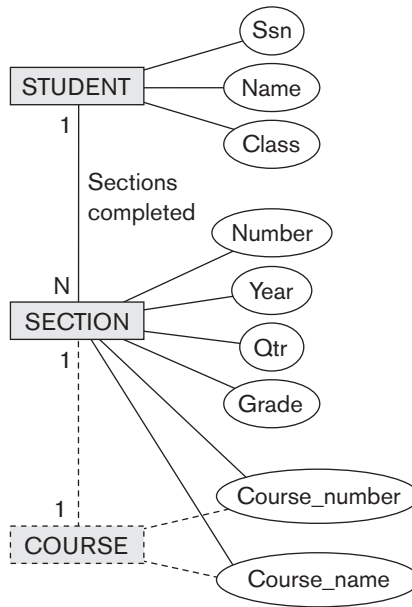 Ssn
STUDENT
Name
1
Class
Sections
completed
Number
N
Year
SECTION
1
Qtr
Grade
Course_number
1
COURSE
Course_name